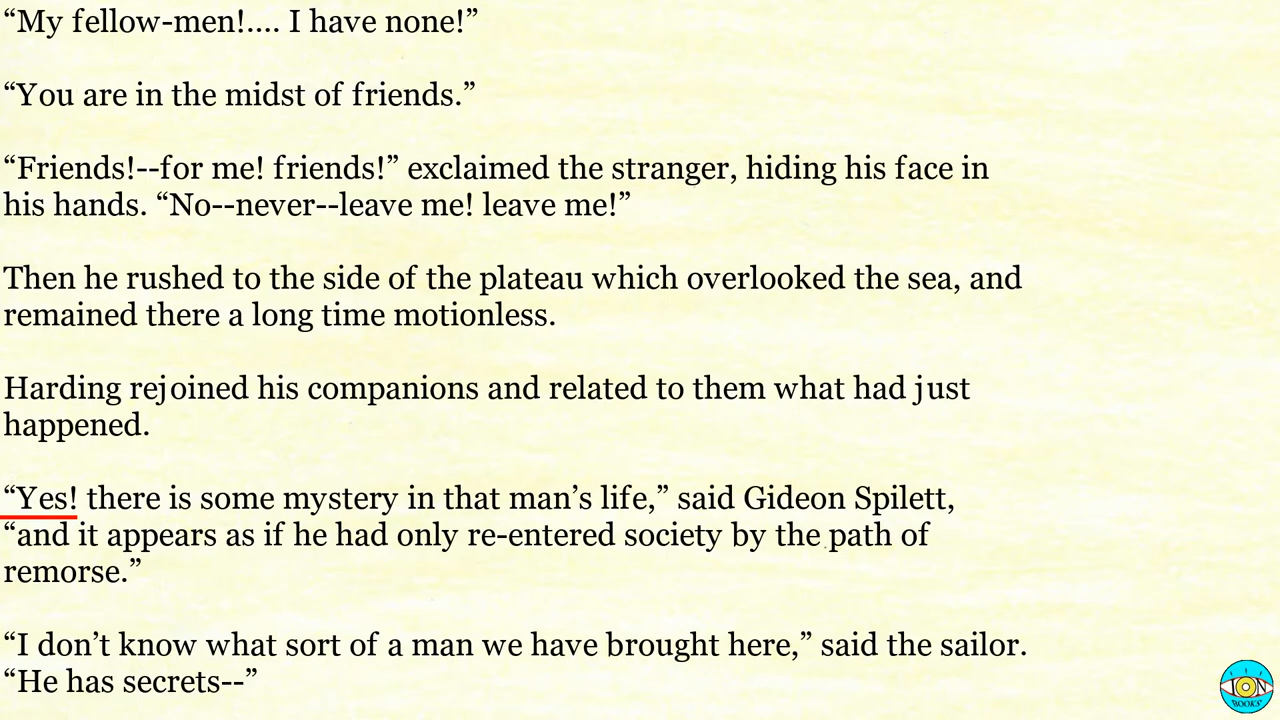 “My fellow-men!.... I have none!”
“You are in the midst of friends.”
“Friends!--for me! friends!” exclaimed the stranger, hiding his face in
his hands. “No--never--leave me! leave me!”
Then he rushed to the side of the plateau which overlooked the sea, and
remained there a long time motionless.
Harding rejoined his companions and related to them what had just
happened.
“Yes! there is some mystery in that man’s life,” said Gideon Spilett,
“and it appears as if he had only re-entered society by the path of
remorse.”
“I don’t know what sort of a man we have brought here,” said the sailor.
“He has secrets--”
ION
BOOKS